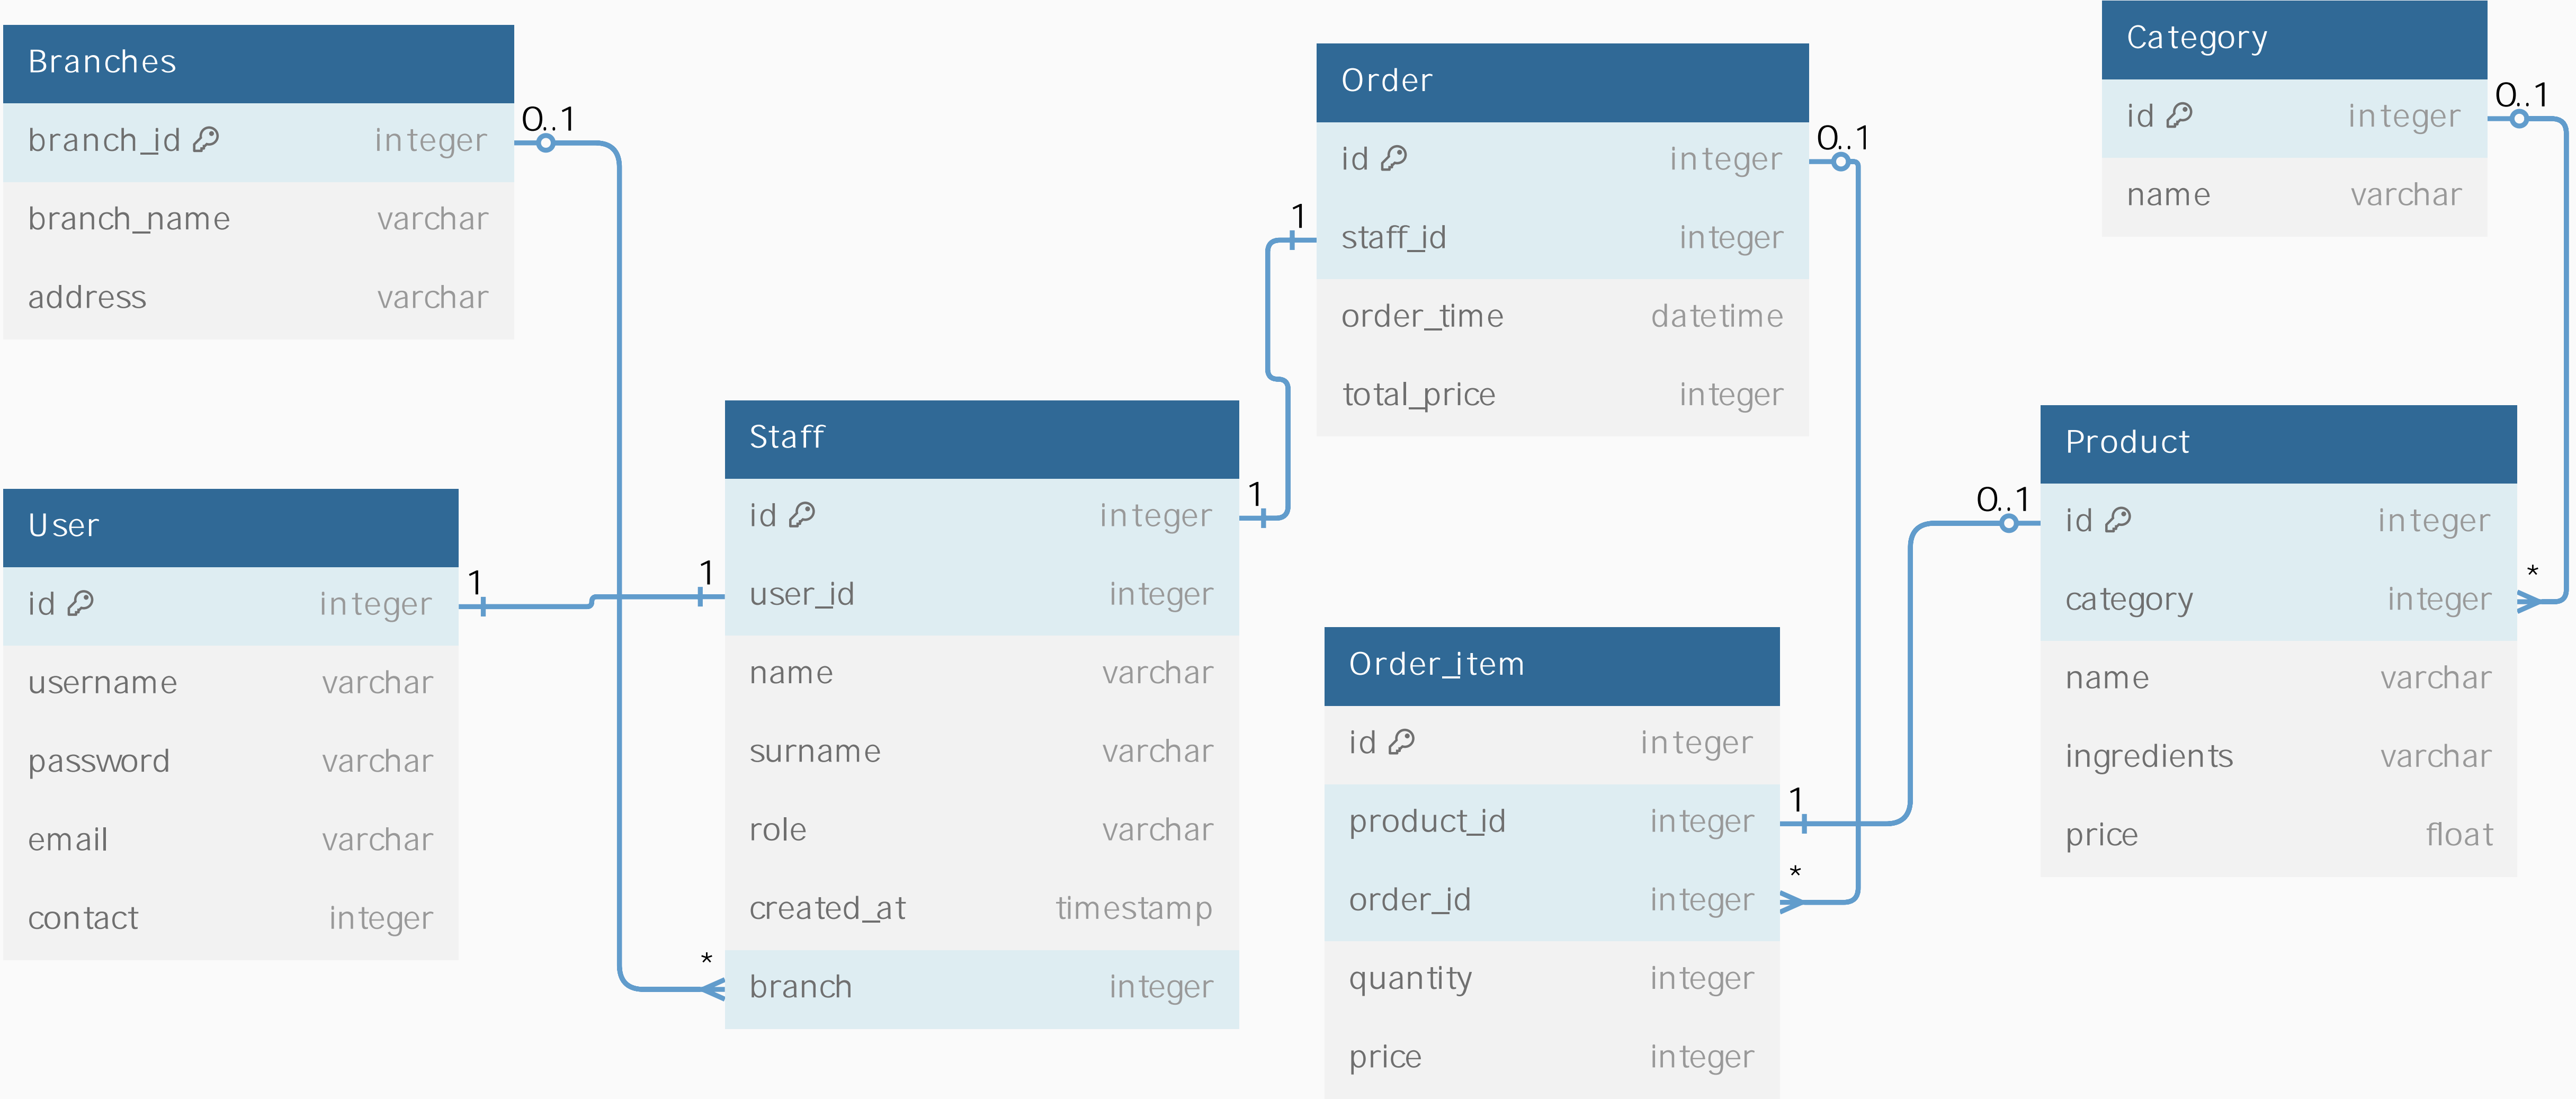 Branches
branch_id integer
branch_name varchar
address varchar
0..1
*
User
id integer
username varchar
password varchar
email varchar
contact integer
1
1
Staff
id integer
user_id integer
name varchar
surname varchar
role varchar
created_at timestamp
branch integer
1
1
Order
id integer
staff_id integer
order_time datetime
total_price integer
0..1
*
Order_item
id integer
product_id integer
order_id integer
quantity integer
price integer
1
0..1
Category
id integer
name varchar
0..1
*
Product
id integer
category integer
name varchar
ingredients varchar
price float